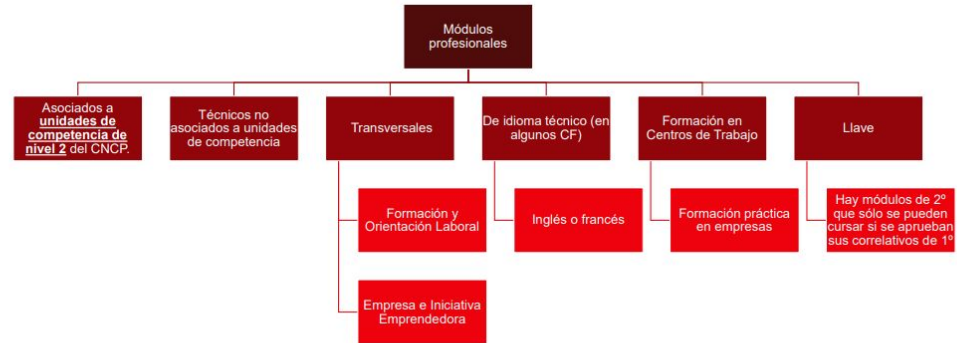 Módulos
profesionales
Asociados a
unidades de
competencia de
nivel 2 del CNCP.
Técnicos no
asociados a unidades
de competencia
Transversales
De idioma técnico (en
algunos CF)
Formación en
Centros de Trabajo
Llave
Formación y
Orientación Laboral
Inglés o francés
Formación práctica
en empresas
Hay módulos de 2º
que sólo se pueden
cursar si se aprueban
sus correlativos de 1º
Empresa e Iniciativa
Emprendedora